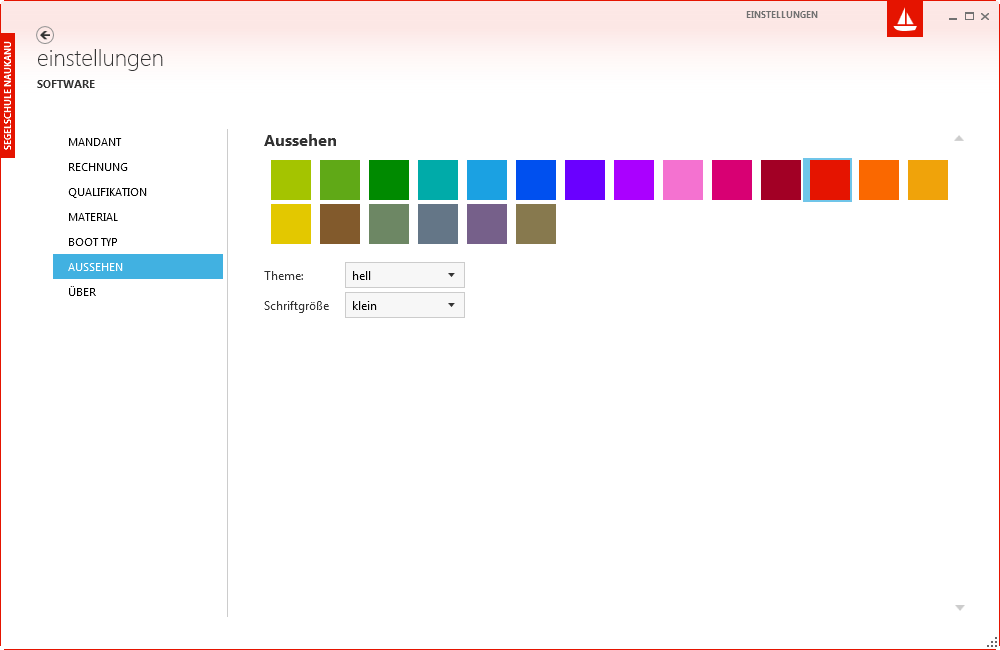 EINSTELLUNGEN
einstellungen
SOFTWARE
SEGELSCHULE NAUKANU
MANDANT
RECHNUNG
QUALIFIKATION
MATERIAL
BOOT TYP
AUSSEHEN
ÜBER
Aussehen
Theme: hell
Schriftgröße klein